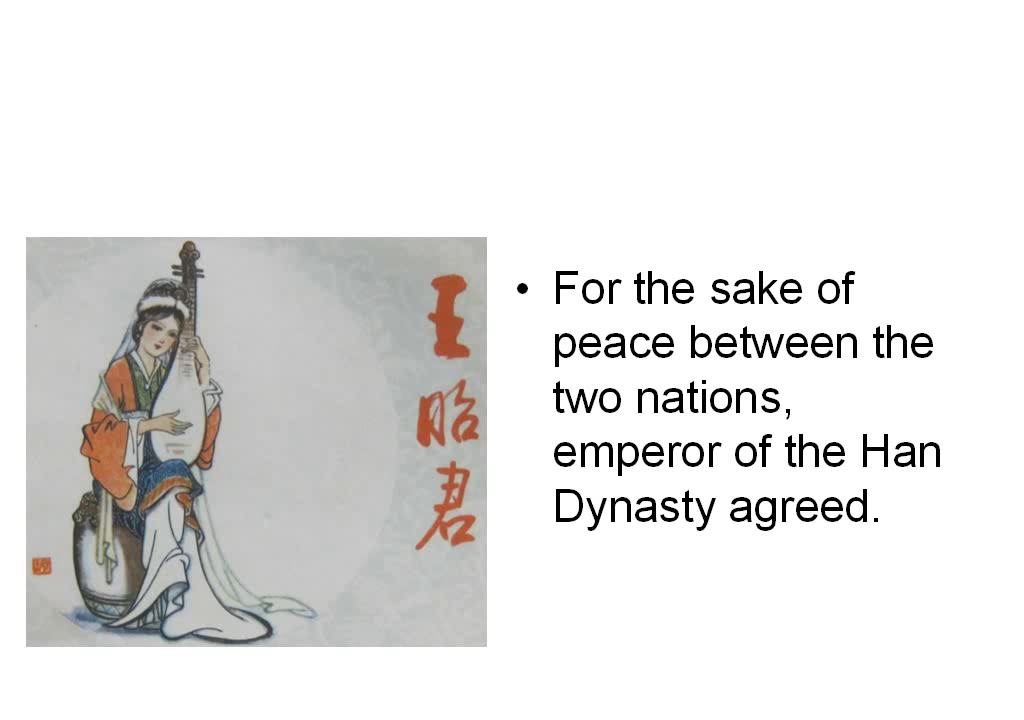 王昭君
• For the sake of
peace between the
two nations,
emperor of the Han
Dynasty agreed.